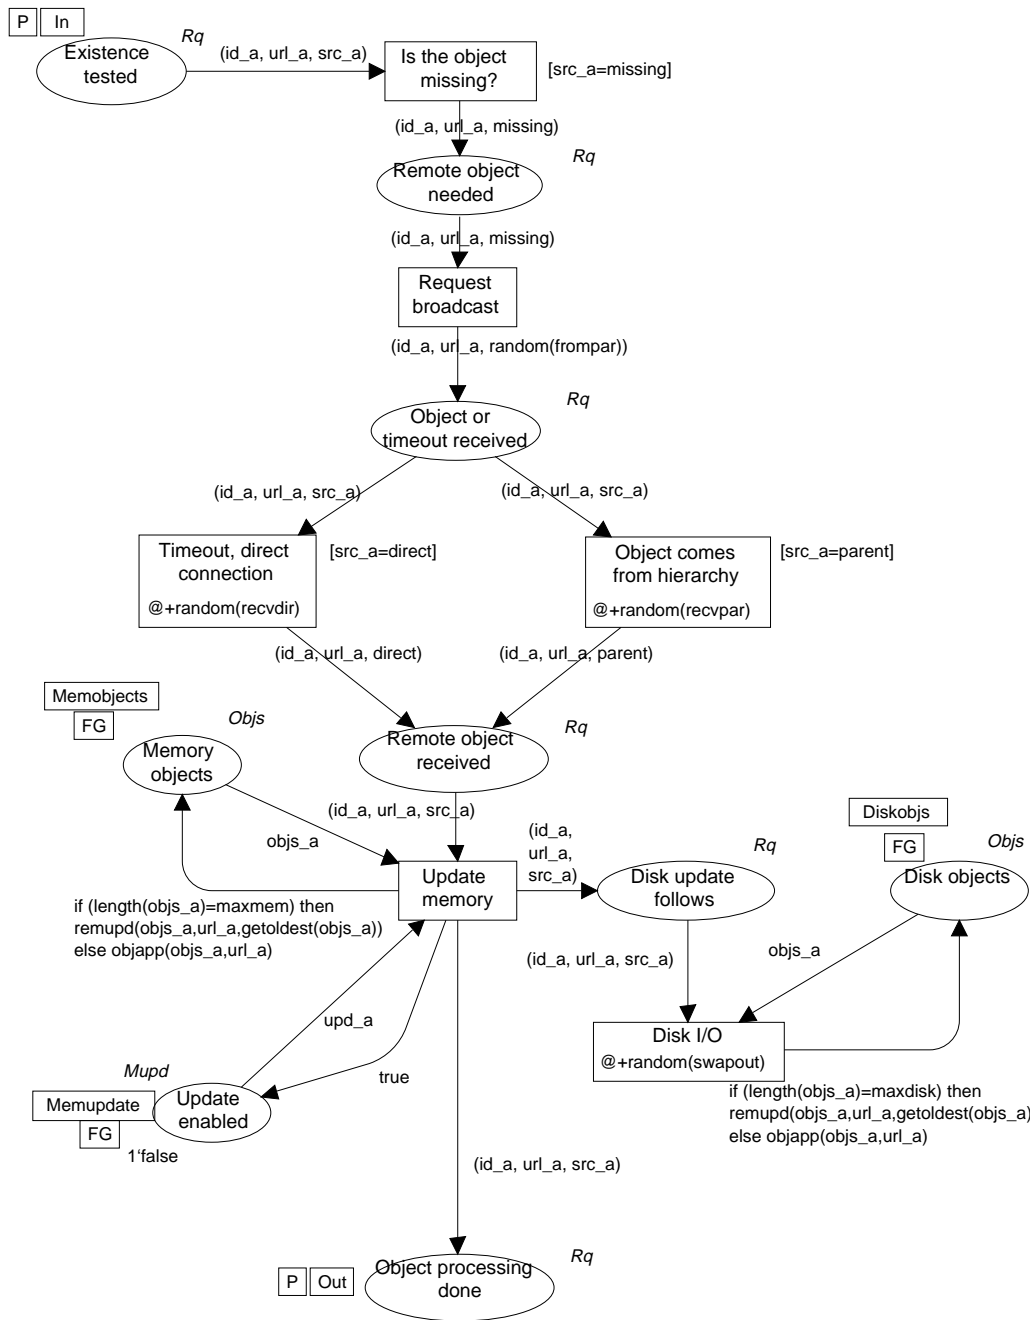 P In
Rq
Existence
tested
(id_a, url_a, src_a)
Is the object
missing?
[src_a=missing]
(id_a, url_a, missing)
Rq
Remote object
needed
(id_a, url_a, missing)
Request
broadcast
(id_a, url_a, random(frompar))
Rq
Object or
timeout received
(id_a, url_a, src_a)
(id_a, url_a, src_a)
Timeout, direct
connection
@+random(recvdir)
[src_a=direct]
Object comes
from hierarchy
@+random(recvpar)
[src_a=parent]
(id_a, url_a, direct)
(id_a, url_a, parent)
Memobjects
FG
Objs
Memory
objects
Rq
Remote object
received
(id_a, url_a, src_a)
objs_a
Update
memory
(id_a,
url_a,
src_a)
Rq
Disk update
follows
Diskobjs
FG
Objs
Disk objects
if (length(objs_a)=maxmem) then
remupd(objs_a,url_a,getoldest(objs_a))
else objapp(objs_a,url_a)
(id_a, url_a, src_a)
objs_a
upd_a
true
Disk I/O
@+random(swapout)
if (length(objs_a)=maxdisk) then
remupd(objs_a,url_a,getoldest(objs_a)
else objapp(objs_a,url_a)
Mupd
Memupdate
FG
Update
enabled
1‘false
(id_a, url_a, src_a)
Rq
P Out
Object processing
done